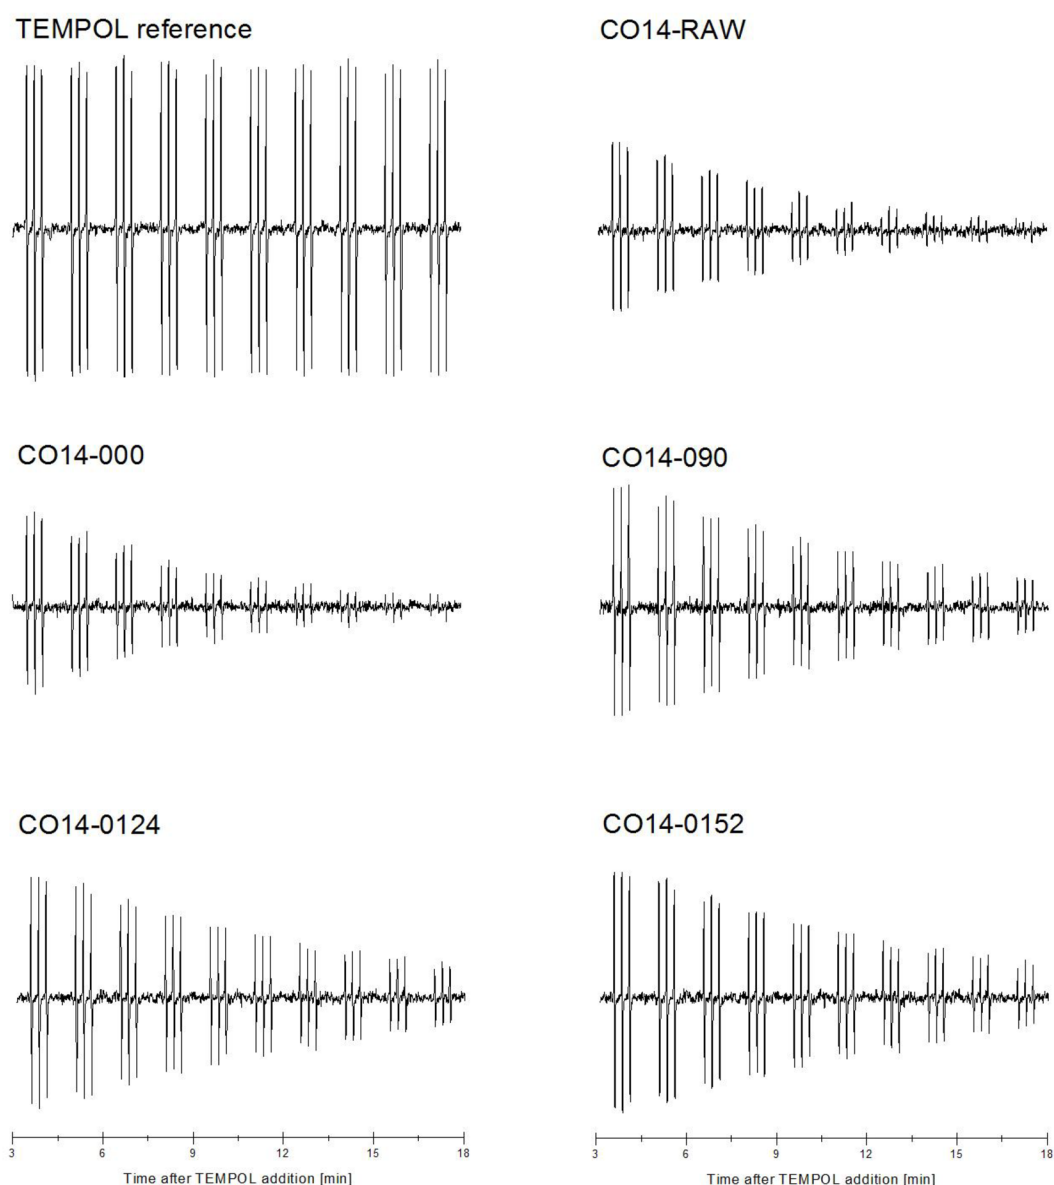 TEMPOL reference
CO14-RAW
CO14-000
CO14-090
CO14-0124
CO14-0152
3 6 9 12 15 18
Time after TEMPOL addition [min]
3 6 9 12 15 18
Time after TEMPOL addition [min]